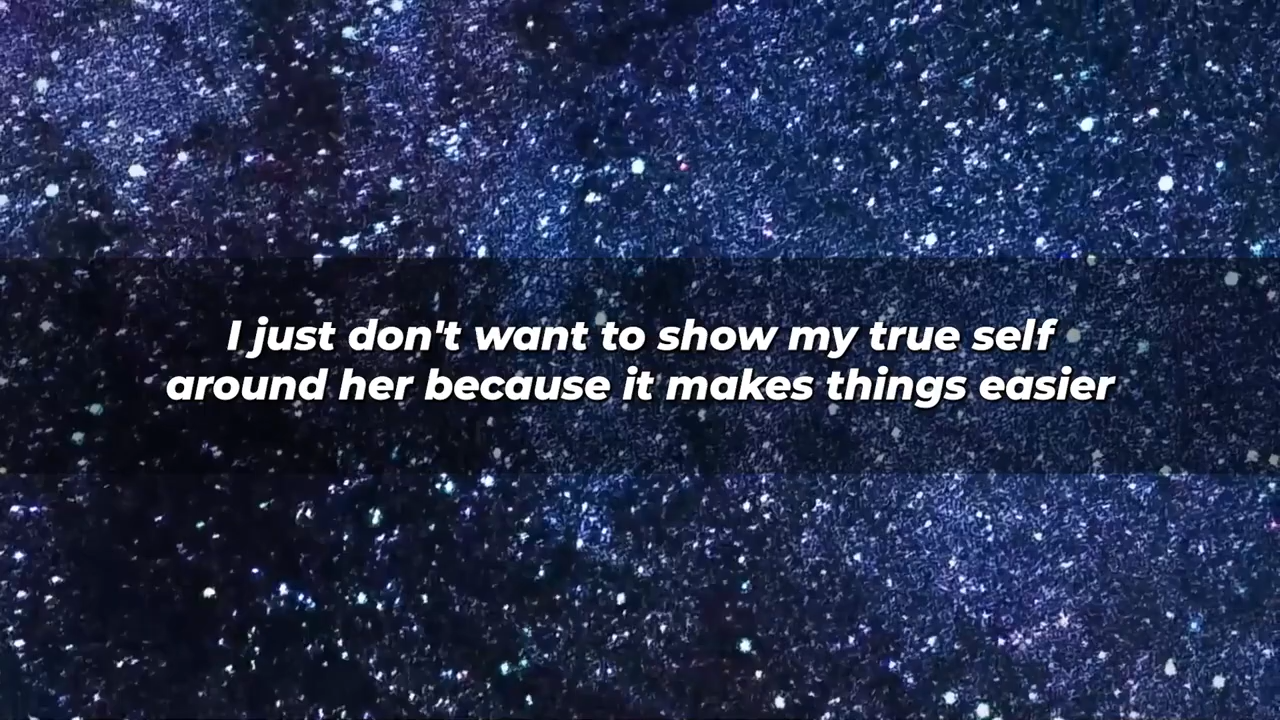 I just don't want to show my true self
around her because it makes things easier